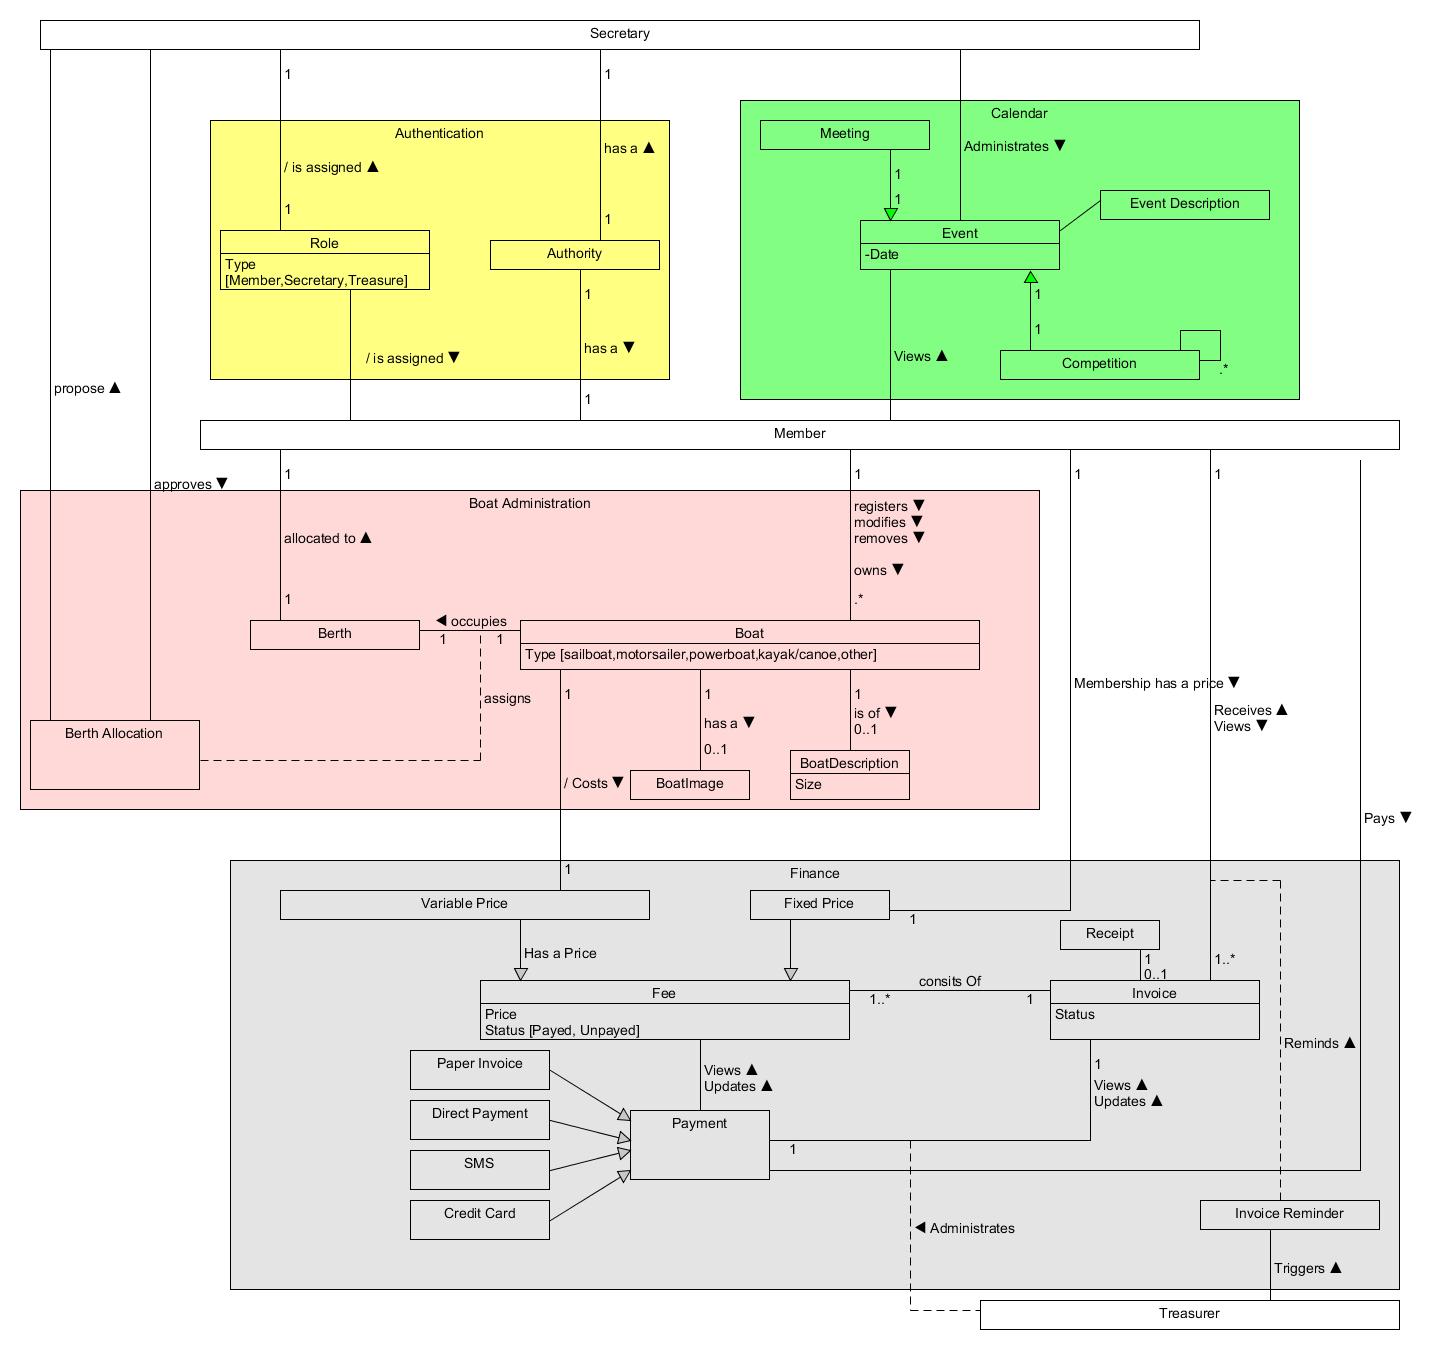 Secretary
1
1
Authentication
Calendar
Meeting
Administrates ▼
has a ▲
/ is assigned ▲
1
1
1
1
Event Description
Role
Type
[Member,Secretary,Treasure]
Authority
Event
-Date
1
1
1
has a ▼
/ is assigned ▼
Views ▲
Competition
.*
propose ▲
1
Member
1
1
1
1
approves ▼
Boat Administration
registers ▼
modifies ▼
removes ▼
allocated to ▲
owns ▼
1
.*
◀ occupies
Berth
1
1
Boat
Type [sailboat,motorsailer,powerboat,kayak/canoe,other]
Membership has a price ▼
assigns
1
1
1
has a ▼
is of ▼
0..1
Receives ▲
Views ▼
Berth Allocation
0..1
BoatDescription
Size
/ Costs ▼
BoatImage
Pays ▼
1
Finance
Variable Price
Fixed Price
1
Receipt
Has a Price
1
0..1
1..*
consits Of
Fee
Price
Status [Payed, Unpayed]
1..*
1
Invoice
Status
Reminds ▲
Paper Invoice
Views ▲
Updates ▲
1
Views ▲
Updates ▲
Direct Payment
Payment
1
SMS
Credit Card
Invoice Reminder
◀ Administrates
Triggers ▲
Treasurer